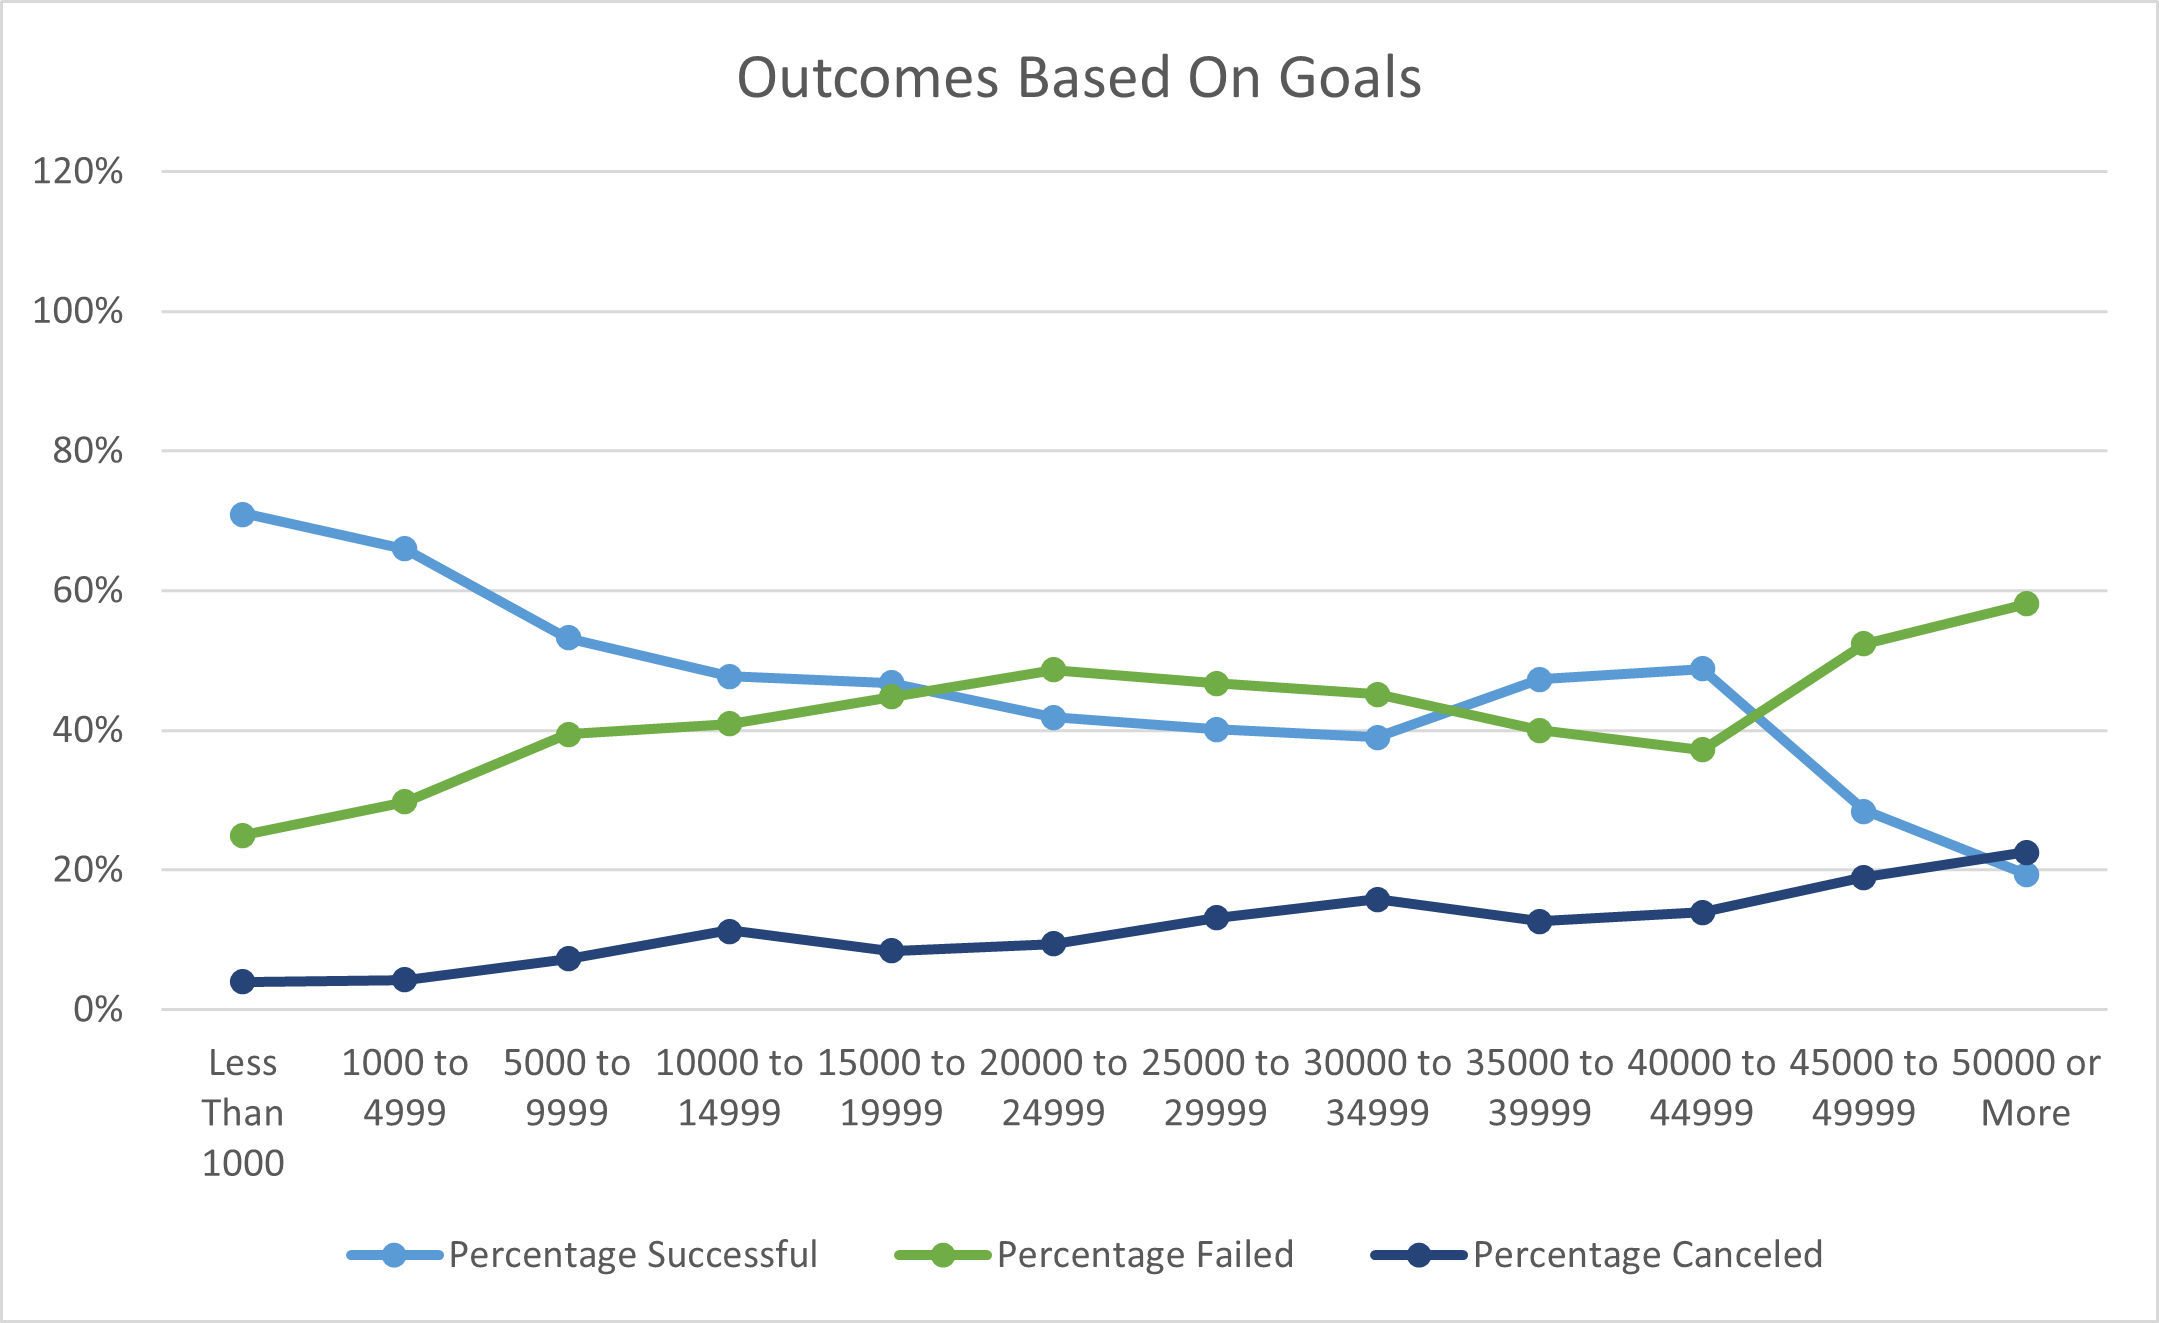 Outcomes Based On Goals
120%
100%
80%
60%
40%
20%
0%
Less Than 1000
1000 to 4999
5000 to 9999
10000 to 14999
15000 to 19999
20000 to 24999
25000 to 29999
30000 to 34999
35000 to 39999
40000 to 44999
45000 to 49999
50000 or More
Percentage Successful
Percentage Failed
Percentage Canceled